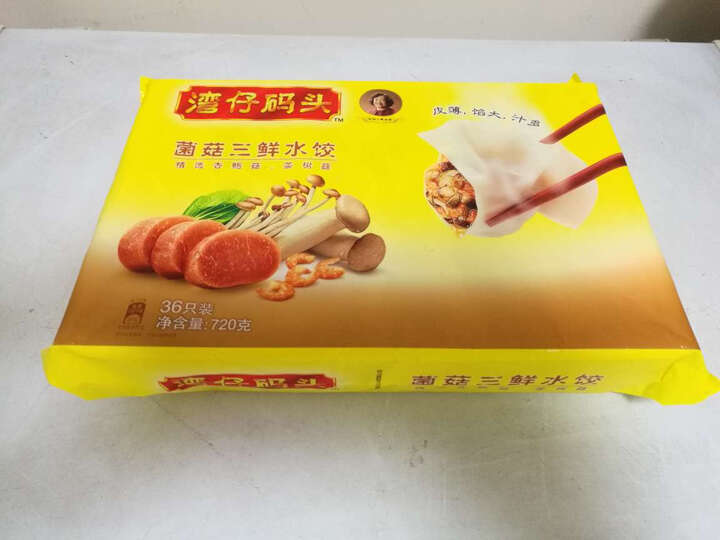 湾仔码头
TM
皮薄,馅大,汁盈
菌菇三鲜水饺
精选杏鲍菇、茶树菇
36只装
净含量:720克
湾仔码头
菌菇三鲜水饺